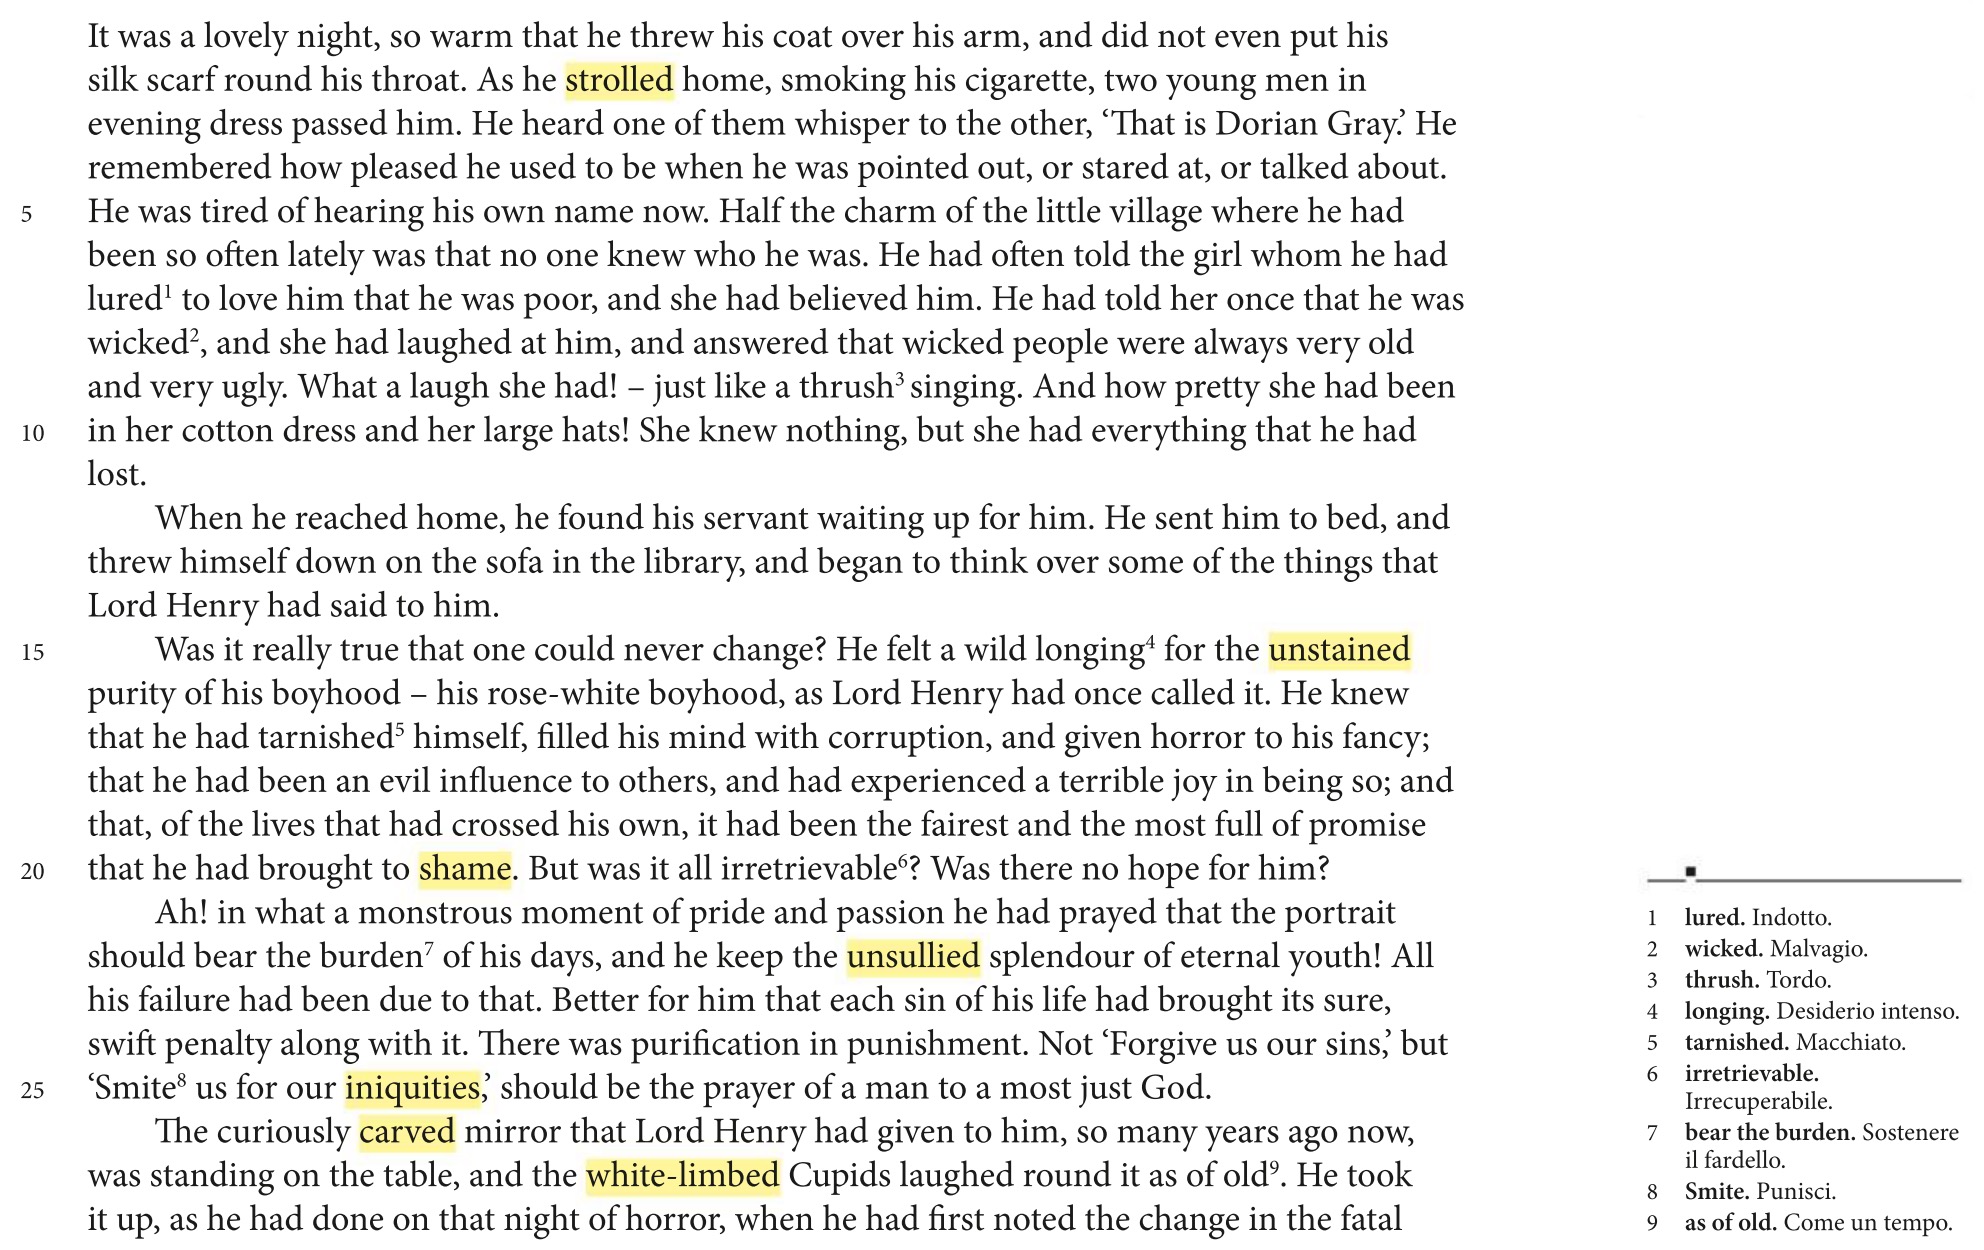 It was a lovely night, so warm that he threw his coat over his arm, and did not even put his
silk scarf round his throat. As he strolled home, smoking his cigarette, two young men in
evening dress passed him. He heard one of them whisper to the other, ‘That is Dorian Gray.’ He
remembered how pleased he used to be when he was pointed out, or stared at, or talked about.
5 He was tired of hearing his own name now. Half the charm of the little village where he had
been so often lately was that no one knew who he was. He had often told the girl whom he had
lured¹ to love him that he was poor, and she had believed him. He had told her once that he was
wicked², and she had laughed at him, and answered that wicked people were always very old
and very ugly. What a laugh she had! – just like a thrush³ singing. And how pretty she had been
10 in her cotton dress and her large hats! She knew nothing, but she had everything that he had
lost.
When he reached home, he found his servant waiting up for him. He sent him to bed, and
threw himself down on the sofa in the library, and began to think over some of the things that
Lord Henry had said to him.
15 Was it really true that one could never change? He felt a wild longing⁴ for the unstained
purity of his boyhood – his rose-white boyhood, as Lord Henry had once called it. He knew
that he had tarnished⁵ himself, filled his mind with corruption, and given horror to his fancy;
that he had been an evil influence to others, and had experienced a terrible joy in being so; and
that, of the lives that had crossed his own, it had been the fairest and the most full of promise
20 that he had brought to shame. But was it all irretrievable⁶? Was there no hope for him?
Ah! in what a monstrous moment of pride and passion he had prayed that the portrait
should bear the burden⁷ of his days, and he keep the unsullied splendour of eternal youth! All
his failure had been due to that. Better for him that each sin of his life had brought its sure,
swift penalty along with it. There was purification in punishment. Not ‘Forgive us our sins,’ but
25 ‘Smite⁸ us for our iniquities,’ should be the prayer of a man to a most just God.
The curiously carved mirror that Lord Henry had given to him, so many years ago now,
was standing on the table, and the white-limbed Cupids laughed round it as of old⁹. He took
it up, as he had done on that night of horror, when he had first noted the change in the fatal
1 lured. Indotto.
2 wicked. Malvagio.
3 thrush. Tordo.
4 longing. Desiderio intenso.
5 tarnished. Macchiato.
6 irretrievable.
Irrecuperabile.
7 bear the burden. Sostenere
il fardello.
8 Smite. Punisci.
9 as of old. Come un tempo.